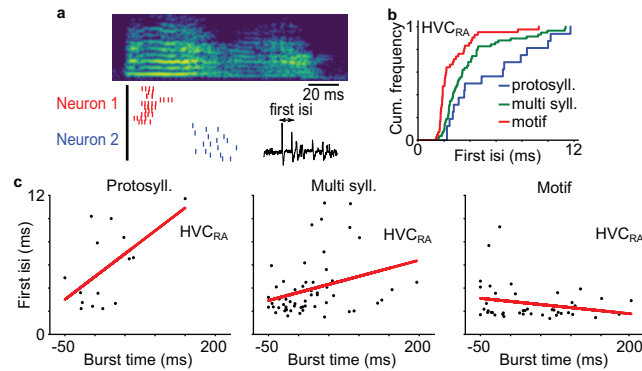 a
20 ms
Neuron 1
Neuron 2
first isi
b
HVCRA
Cum. frequency
1
0
protosyll.
multi syll.
motif
0
12
First isi (ms)
c
Protosyll.
Multi syll.
Motif
First isi (ms)
12
0
HVCRA
HVCRA
HVCRA
-50
200
-50
200
-50
200
Burst time (ms)
Burst time (ms)
Burst time (ms)